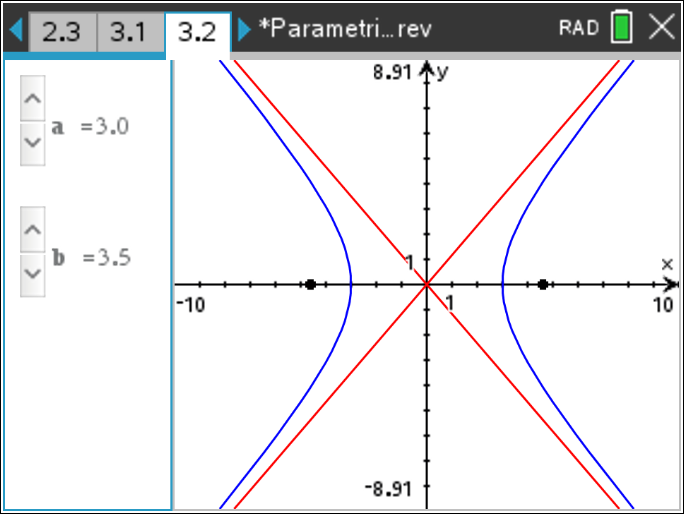 2.3 3.1 3.2 *Parametri...rev RAD
8.91 y
a =3.0
b =3.5
1 x
-10 1 10
-8.91